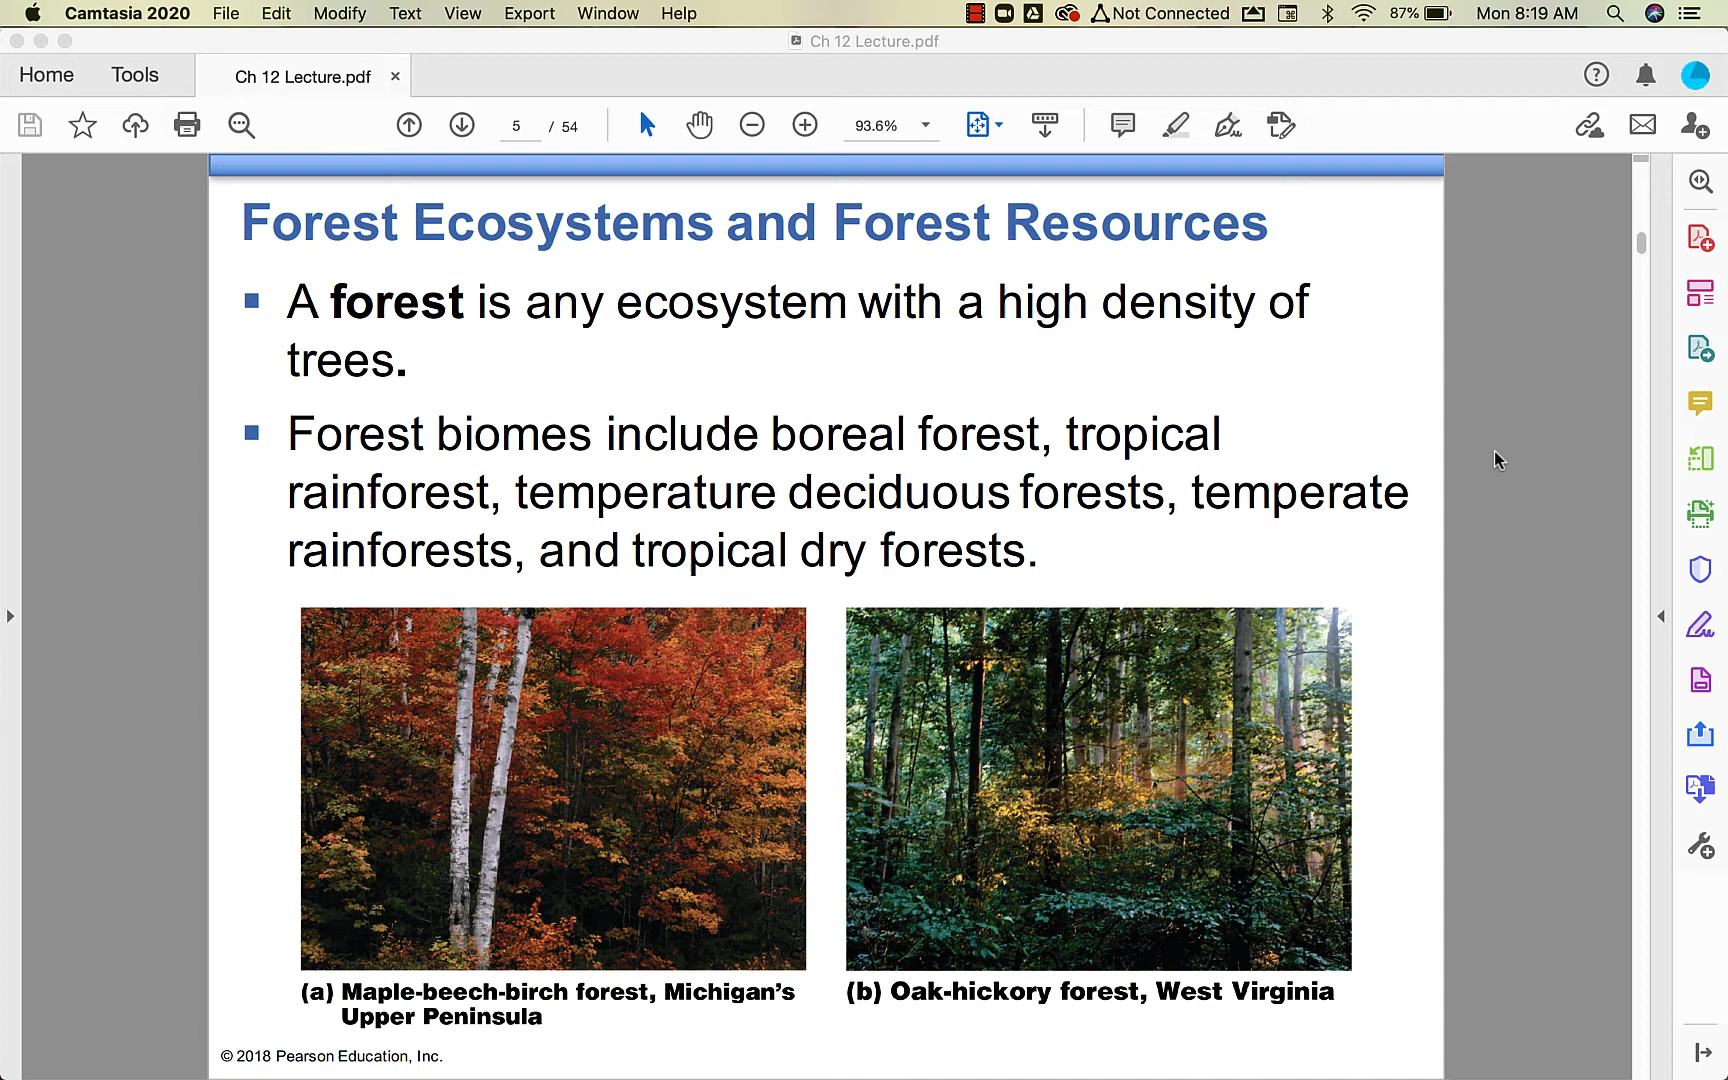 Camtasia 2020 File Edit Modify Text View Export Window Help Not Connected 87% Mon 8:19 AM
Ch 12 Lecture.pdf
Home Tools Ch 12 Lecture.pdf ×
5 / 54 93.6%
Forest Ecosystems and Forest Resources
▪ A forest is any ecosystem with a high density of
trees.
▪ Forest biomes include boreal forest, tropical
rainforest, temperature deciduous forests, temperate
rainforests, and tropical dry forests.
(a) Maple-beech-birch forest, Michigan's
Upper Peninsula
(b) Oak-hickory forest, West Virginia
© 2018 Pearson Education, Inc.